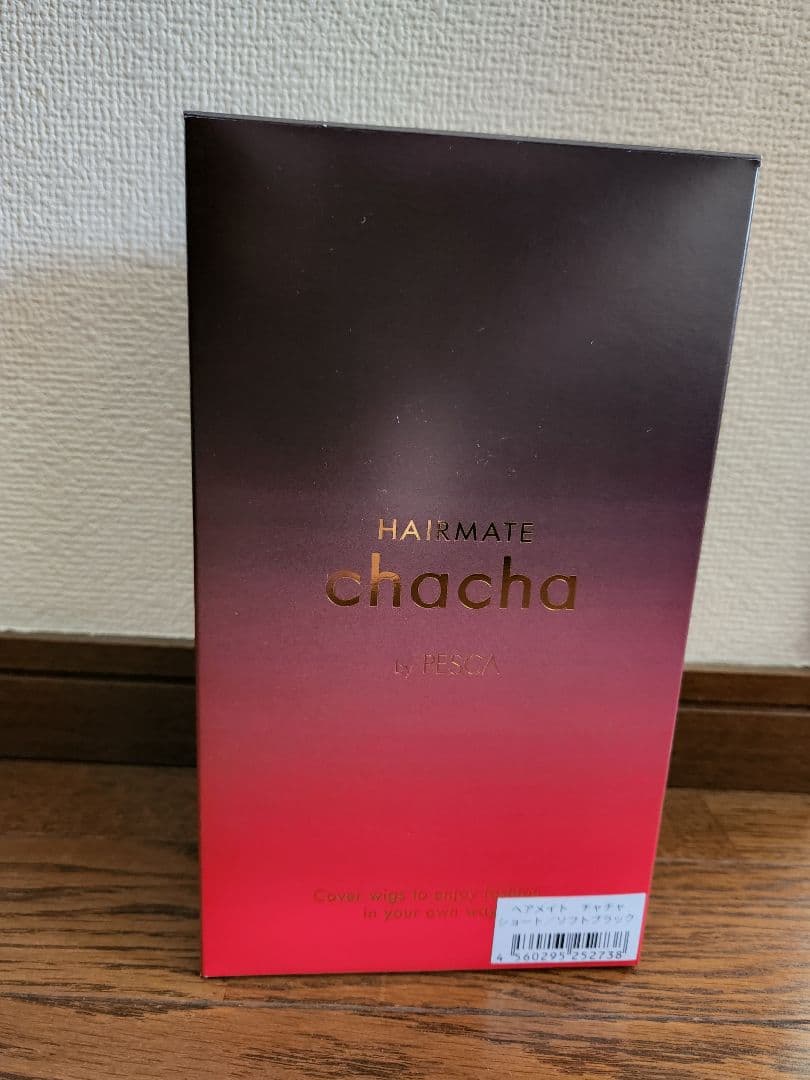 HAIRMATE
chacha
by PESCA
Cover wigs to enjoy fashion
in your own way
ヘアメイト チャチャ
ショート/ソフトブラック
4 560295 252738